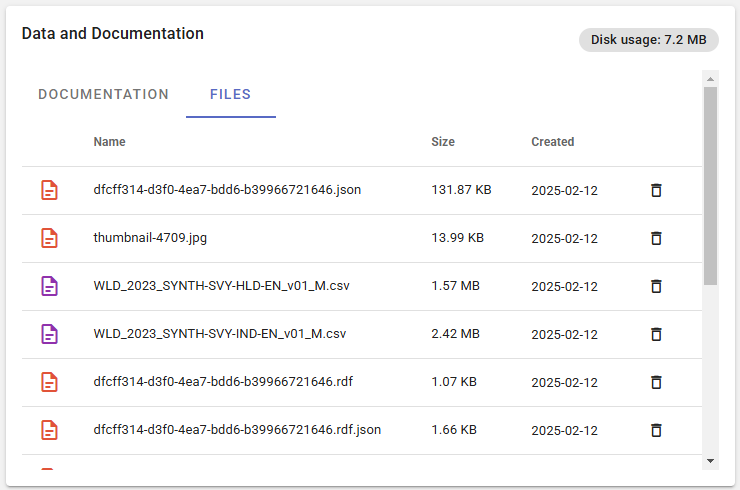 Data and Documentation
Disk usage: 7.2 MB
DOCUMENTATION FILES
Name Size Created
dfcff314-d3f0-4ea7-bdd6-b39966721646.json 131.87 KB 2025-02-12
thumbnail-4709.jpg 13.99 KB 2025-02-12
WLD_2023_SYNTH-SVY-HLD-EN_v01_M.csv 1.57 MB 2025-02-12
WLD_2023_SYNTH-SVY-IND-EN_v01_M.csv 2.42 MB 2025-02-12
dfcff314-d3f0-4ea7-bdd6-b39966721646.rdf 1.07 KB 2025-02-12
dfcff314-d3f0-4ea7-bdd6-b39966721646.rdf.json 1.66 KB 2025-02-12